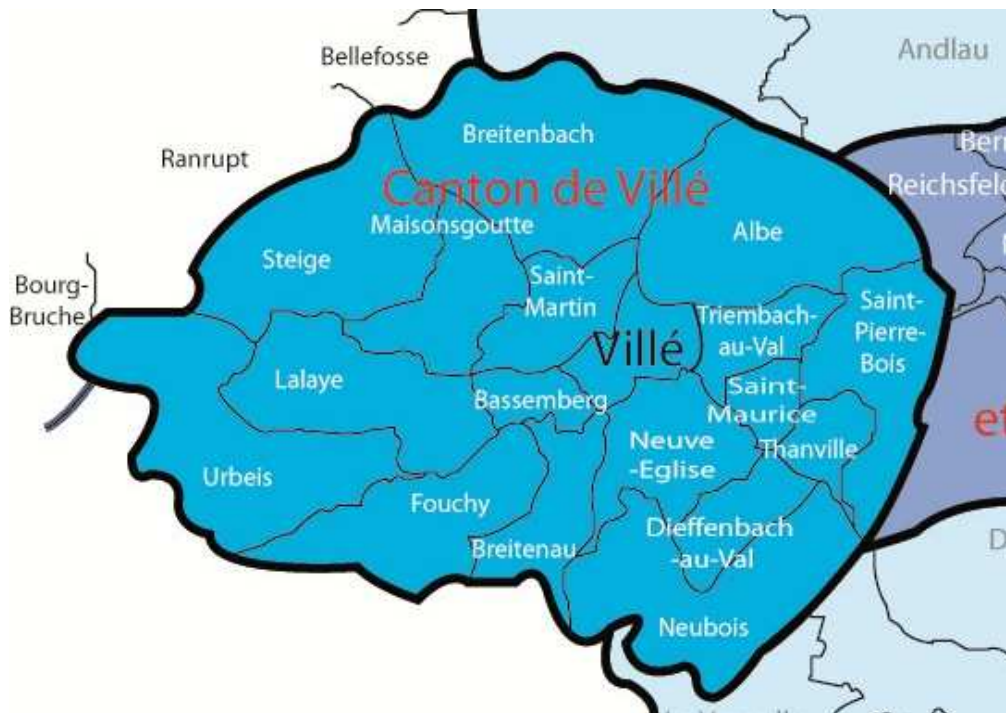 Bellefosse
Andlau
Breitenbach
Ranrupt
Canton de Villé
Reichsfeld
Maisonsgoutte
Albe
Steige
Saint-
Martin
Bourg-
Bruche
Saint-
Pierre-
Bois
Triembach-
au-Val
Villé
Lalaye
Bassemberg
Saint-
Maurice
Neuve
-Eglise
Thanville
Urbeis
Fouchy
Dieffenbach
-au-Val
Breitenau
Neubois